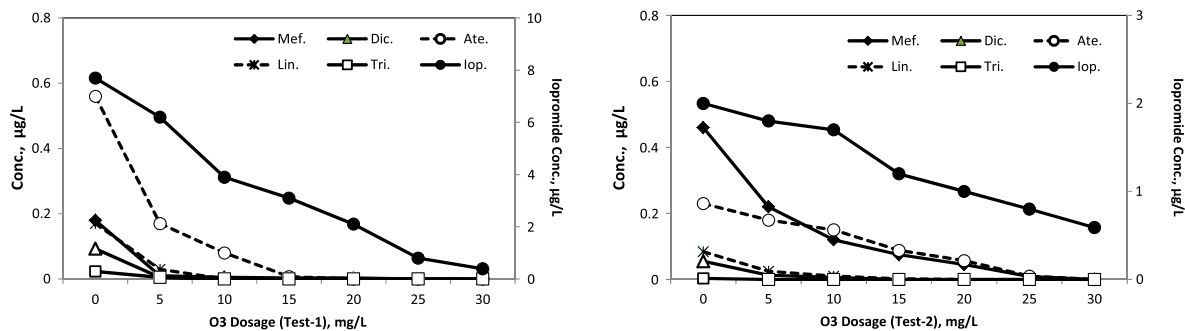 0.8
0.6
0.4
0.2
0
Conc., µg/L
10
8
6
4
2
0
Iopromide Conc., µg/L
Mef. Dic. Ate.
Lin. Tri. Iop.
0 5 10 15 20 25 30
O3 Dosage (Test-1), mg/L
0.8
0.6
0.4
0.2
0
Conc., µg/L
3
2
1
0
Iopromide Conc., µg/L
Mef. Dic. Ate.
Lin. Tri. Iop.
0 5 10 15 20 25 30
O3 Dosage (Test-2), mg/L